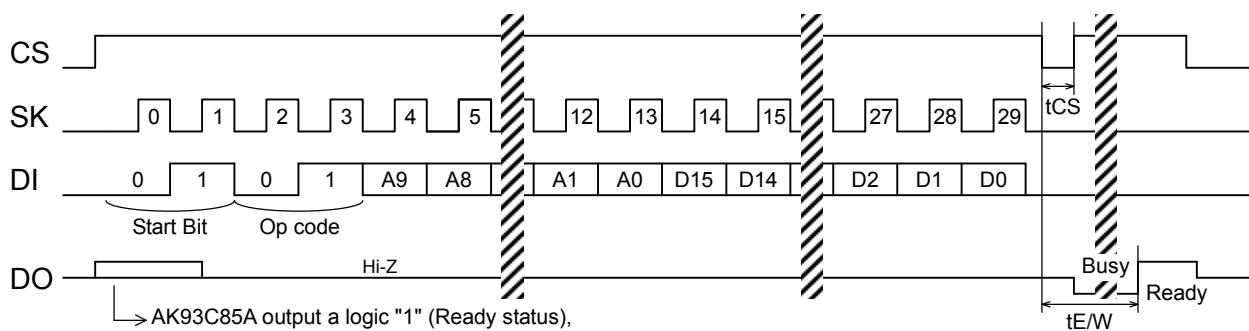 CS
tCS
SK 0 1 2 3 4 5 12 13 14 15 27 28 29
DI 0 1 0 1 A9 A8 A1 A0 D15 D14 D2 D1 D0
Start Bit Op code
DO Hi-Z Busy Ready
AK93C85A output a logic "1" (Ready status),
tE/W